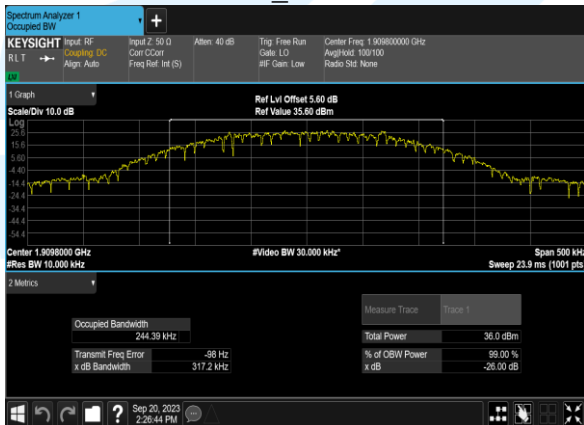 Spectrum Analyzer 1
Occupied BW
KEYSIGHT Input: RF Input Z: 50 Ω Atten: 40 dB Trig: Free Run Center Freq: 1.909800000 GHz
RLT Coupling: DC Corr CCorr Gate: LO Avg|Hold: 100/100
Align: Auto Freq Ref: Int (S) #IF Gain: Low Radio Std: None
LXI
1 Graph
Ref Lvl Offset 5.60 dB
Scale/Div 10.0 dB Ref Value 35.60 dBm
Log
25.6
15.6
5.60
-4.40
-14.4
-24.4
-34.4
-44.4
-54.4
Center 1.9098000 GHz #Video BW 30.000 kHz* Span 500 kHz
#Res BW 10.000 kHz Sweep 23.9 ms (1001 pts
2 Metrics
Measure Trace Trace 1
Occupied Bandwidth
244.39 kHz Total Power 36.0 dBm
Transmit Freq Error -98 Hz % of OBW Power 99.00 %
x dB Bandwidth 317.2 kHz x dB -26.00 dB
? Sep 20, 2023
2:26:44 PM